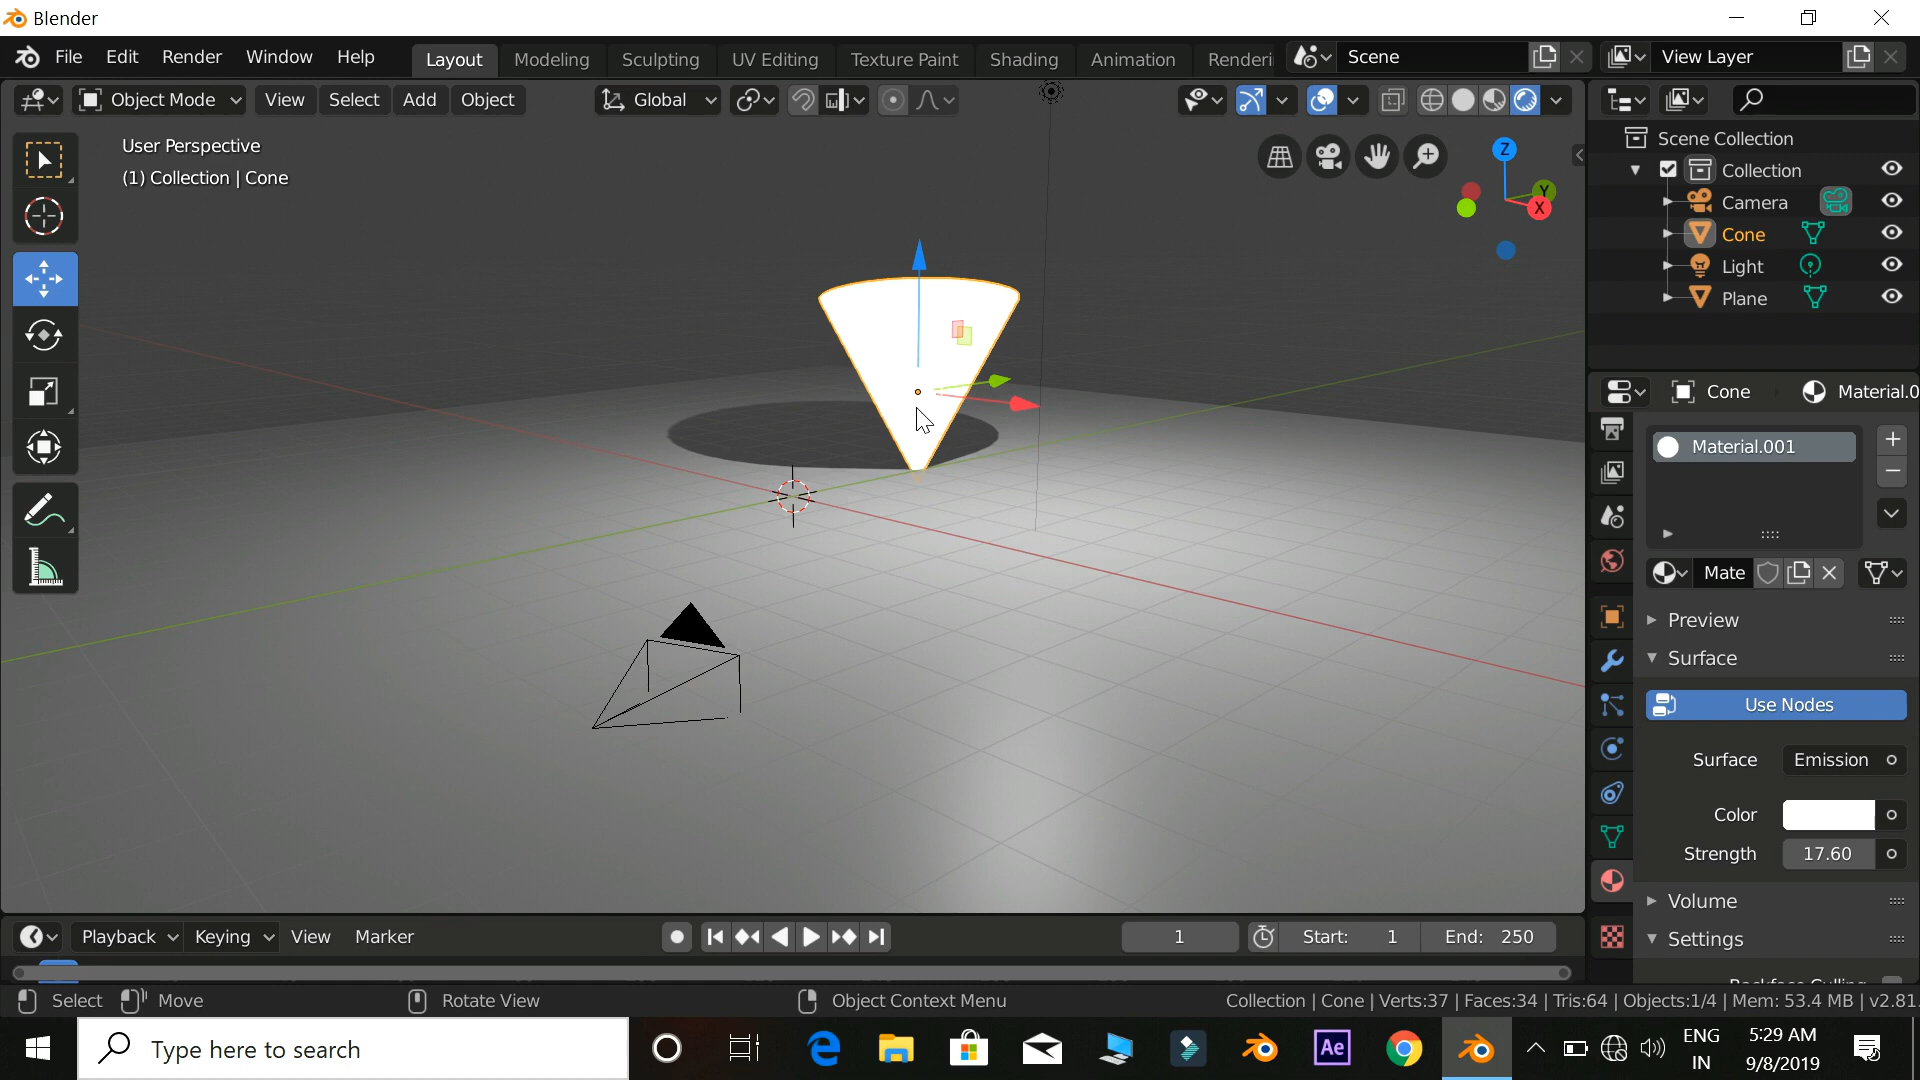 Blender
File Edit Render Window Help Layout Modeling Sculpting UV Editing Texture Paint Shading Animation Renderi Scene View Layer
Object Mode View Select Add Object Global
User Perspective
(1) Collection | Cone
Z
Y
X
Scene Collection
Collection
Camera
Cone
Light
Plane
Cone Material.0
Material.001
Mate
Preview
Surface
Use Nodes
Surface Emission
Color
Strength 17.60
Volume
Settings
Playback Keying View Marker 1 Start: 1 End: 250
Select Move Rotate View Object Context Menu Collection | Cone | Verts:37 | Faces:34 | Tris:64 | Objects:1/4 | Mem: 53.4 MB | v2.81.
Type here to search
Ae
ENG
IN
5:29 AM
9/8/2019